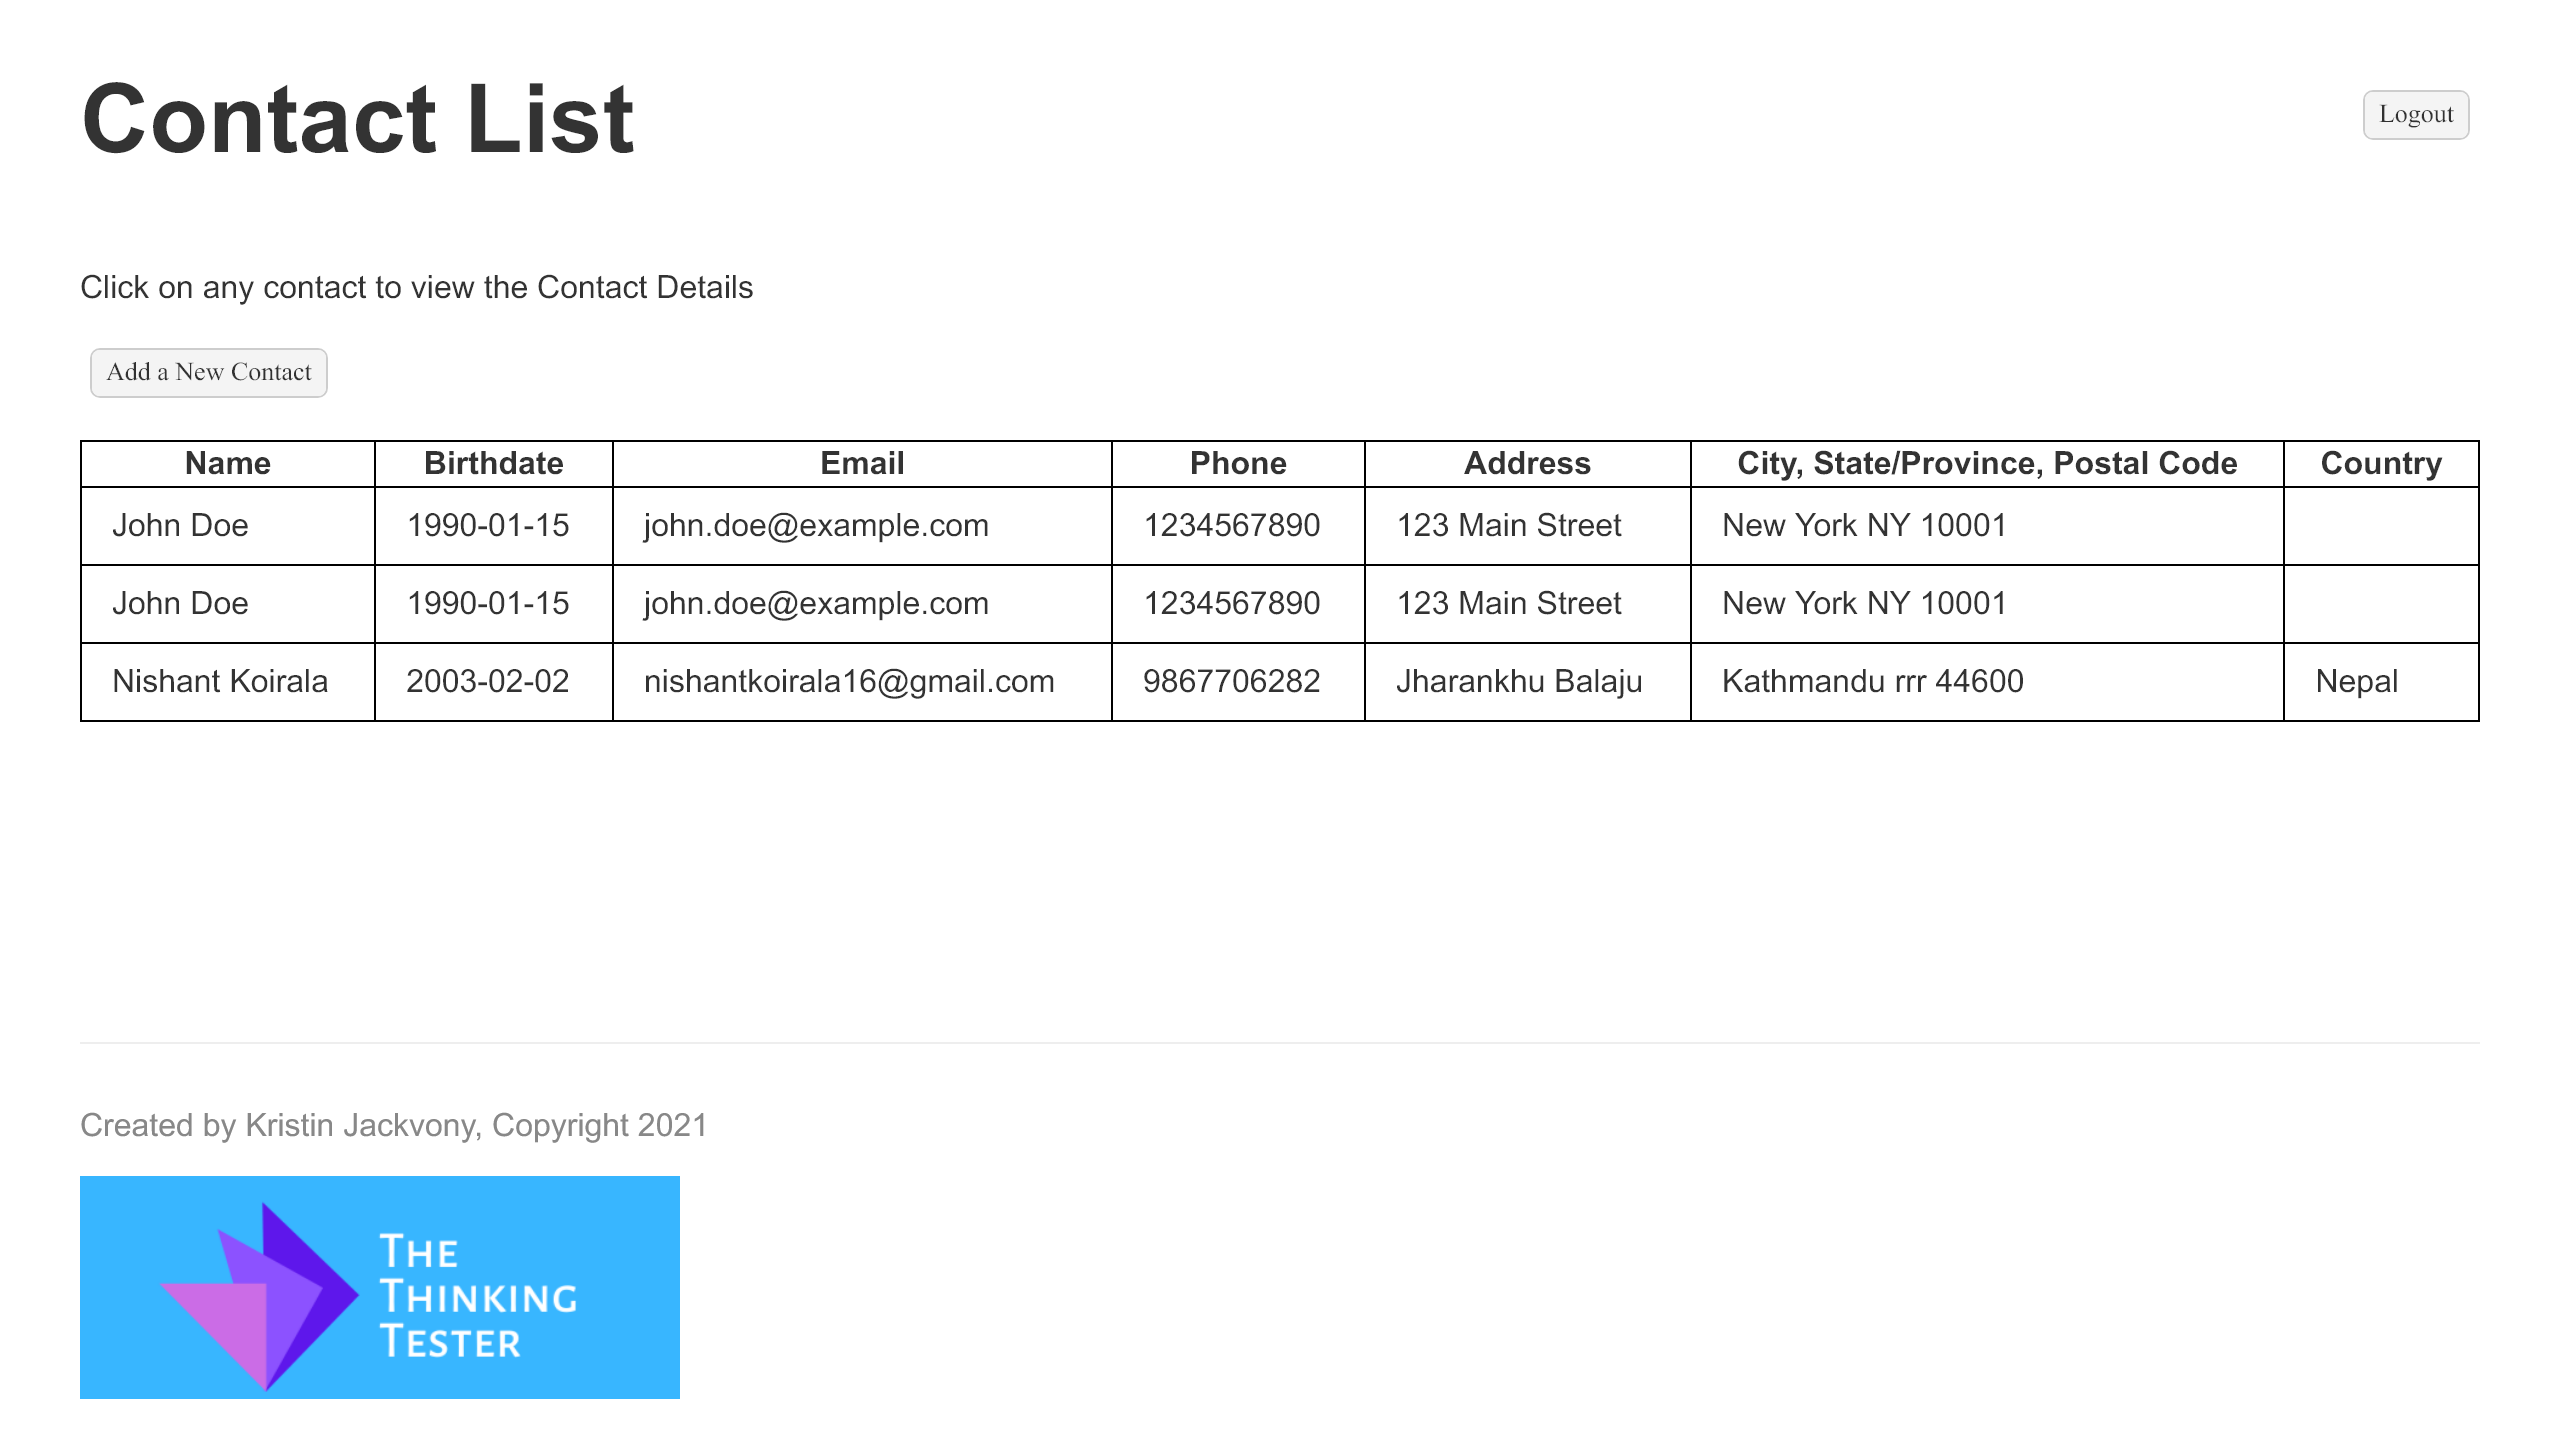 Contact List
Logout
Click on any contact to view the Contact Details
Add a New Contact
Name Birthdate Email Phone Address City, State/Province, Postal Code Country
John Doe 1990-01-15 john.doe@example.com 1234567890 123 Main Street New York NY 10001
John Doe 1990-01-15 john.doe@example.com 1234567890 123 Main Street New York NY 10001
Nishant Koirala 2003-02-02 nishantkoirala16@gmail.com 9867706282 Jharankhu Balaju Kathmandu rrr 44600 Nepal
Created by Kristin Jackvony, Copyright 2021
THE
THINKING
TESTER